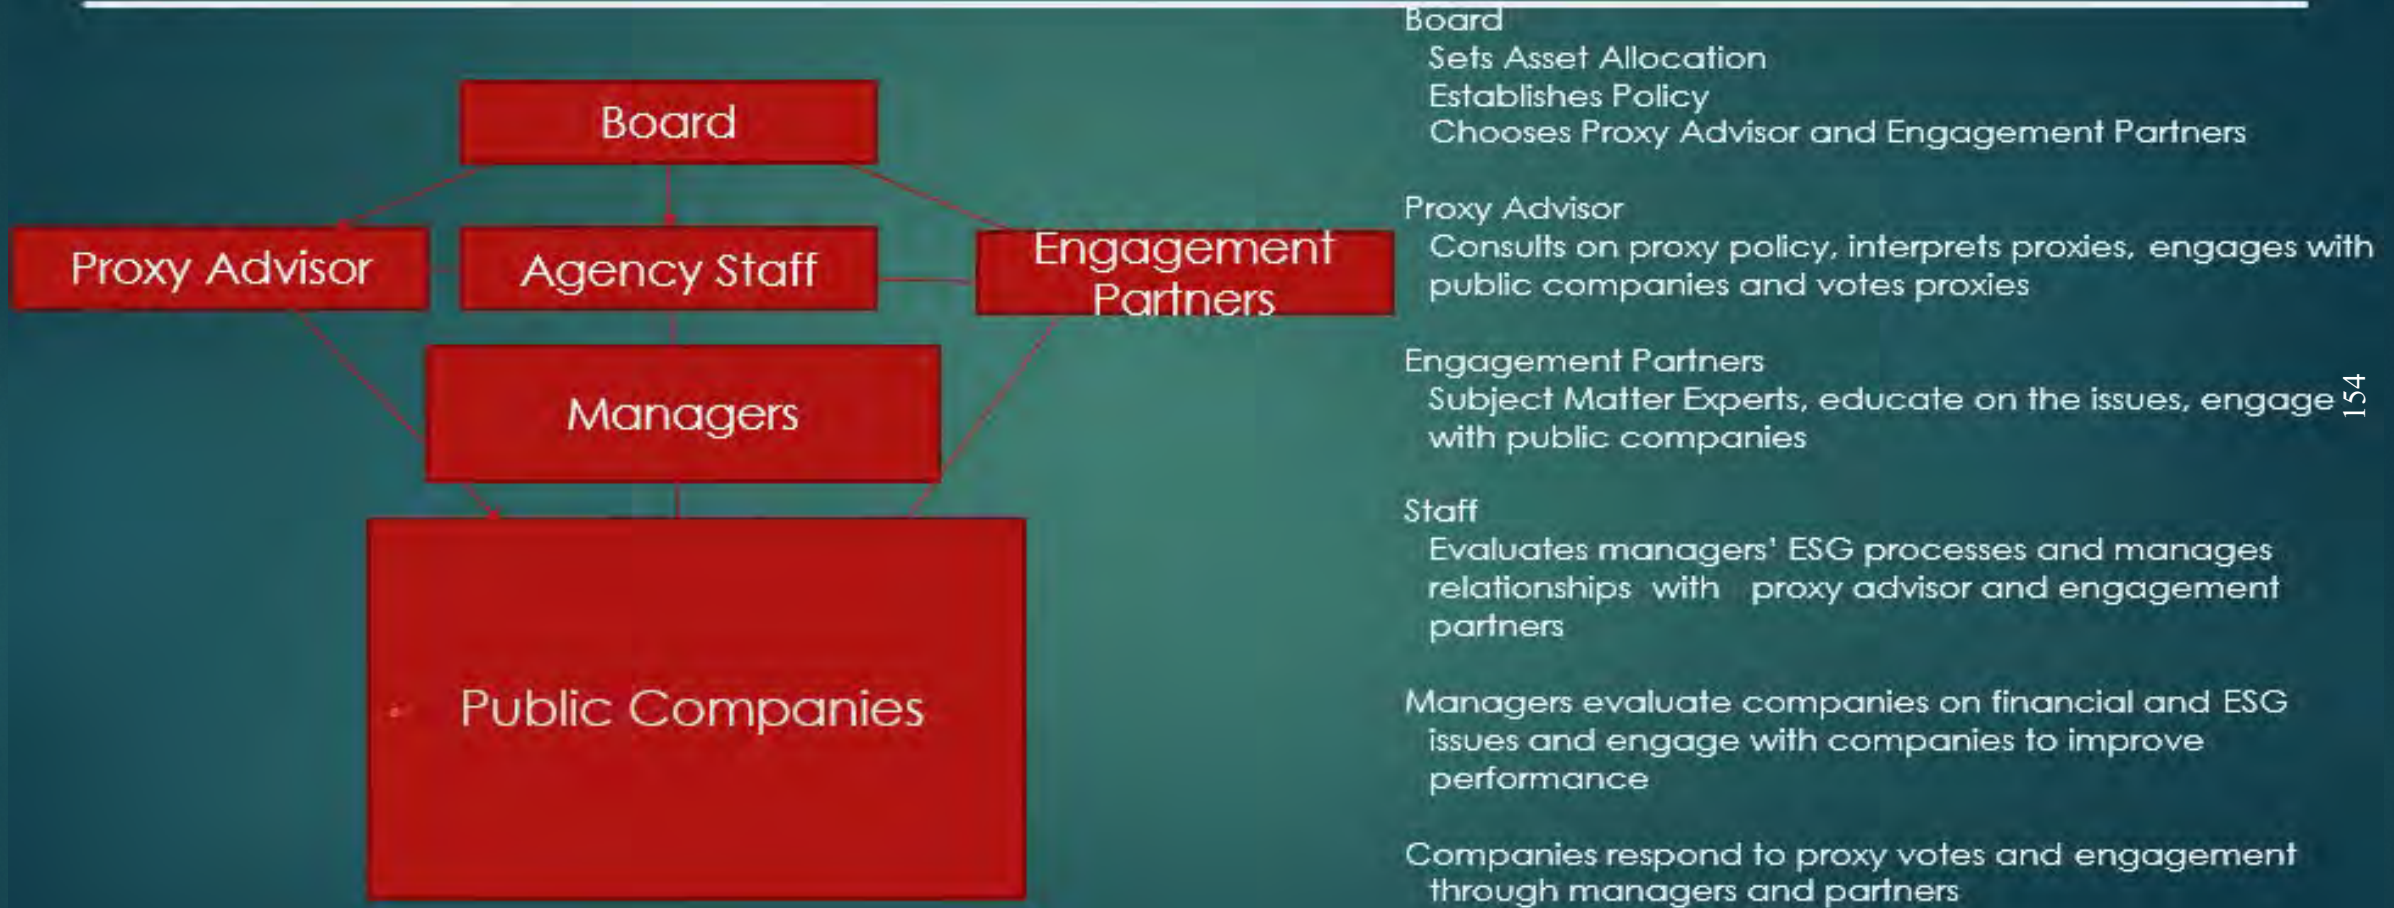 Board
Proxy Advisor
Agency Staff
Engagement
Partners
Managers
Public Companies
Board
Sets Asset Allocation
Establishes Policy
Chooses Proxy Advisor and Engagement Partners
Proxy Advisor
Consults on proxy policy, interprets proxies, engages with
public companies and votes proxies
Engagement Partners
Subject Matter Experts, educate on the issues, engage
with public companies
Staff
Evaluates managers' ESG processes and manages
relationships with proxy advisor and engagement
partners
Managers evaluate companies on financial and ESG
issues and engage with companies to improve
performance
Companies respond to proxy votes and engagement
through managers and partners
154